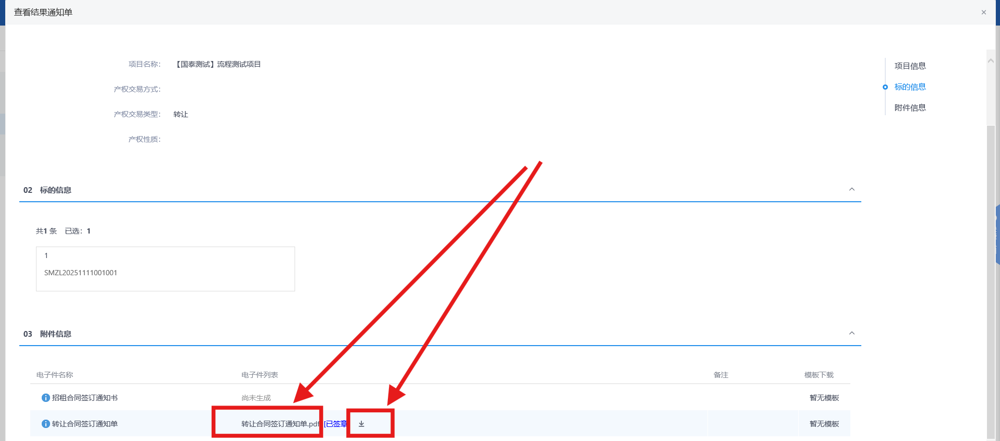 查看结果通知单
项目名称： 【国泰测试】流程测试项目
产权交易方式：
产权交易类型： 转让
产权性质：
项目信息
标的信息
附件信息
02 标的信息
共1 条 已选：1
1
SMZL20251111001001
03 附件信息
电子件名称 电子件列表 备注 模板下载
招租合同签订通知书 尚未生成 暂无模板
转让合同签订通知单 转让合同签订通知单.pdf [已签章 暂无模板